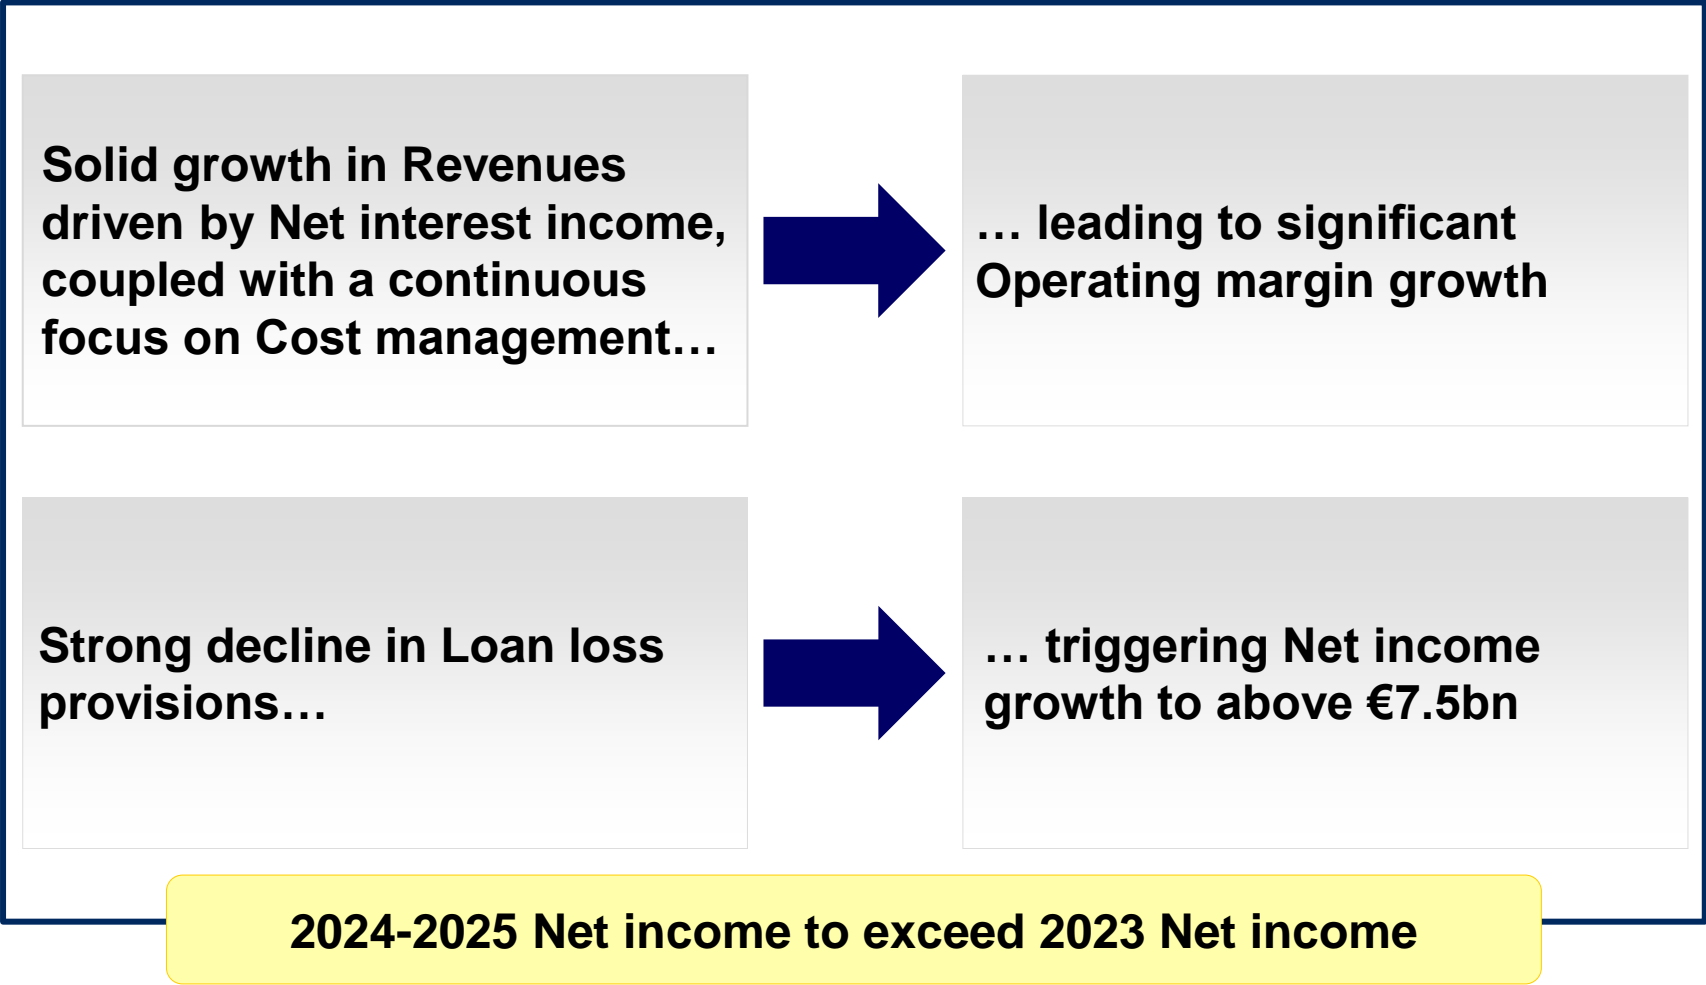 Solid growth in Revenues
driven by Net interest income,
coupled with a continuous
focus on Cost management…
… leading to significant
Operating margin growth
Strong decline in Loan loss
provisions…
… triggering Net income
growth to above €7.5bn
2024-2025 Net income to exceed 2023 Net income